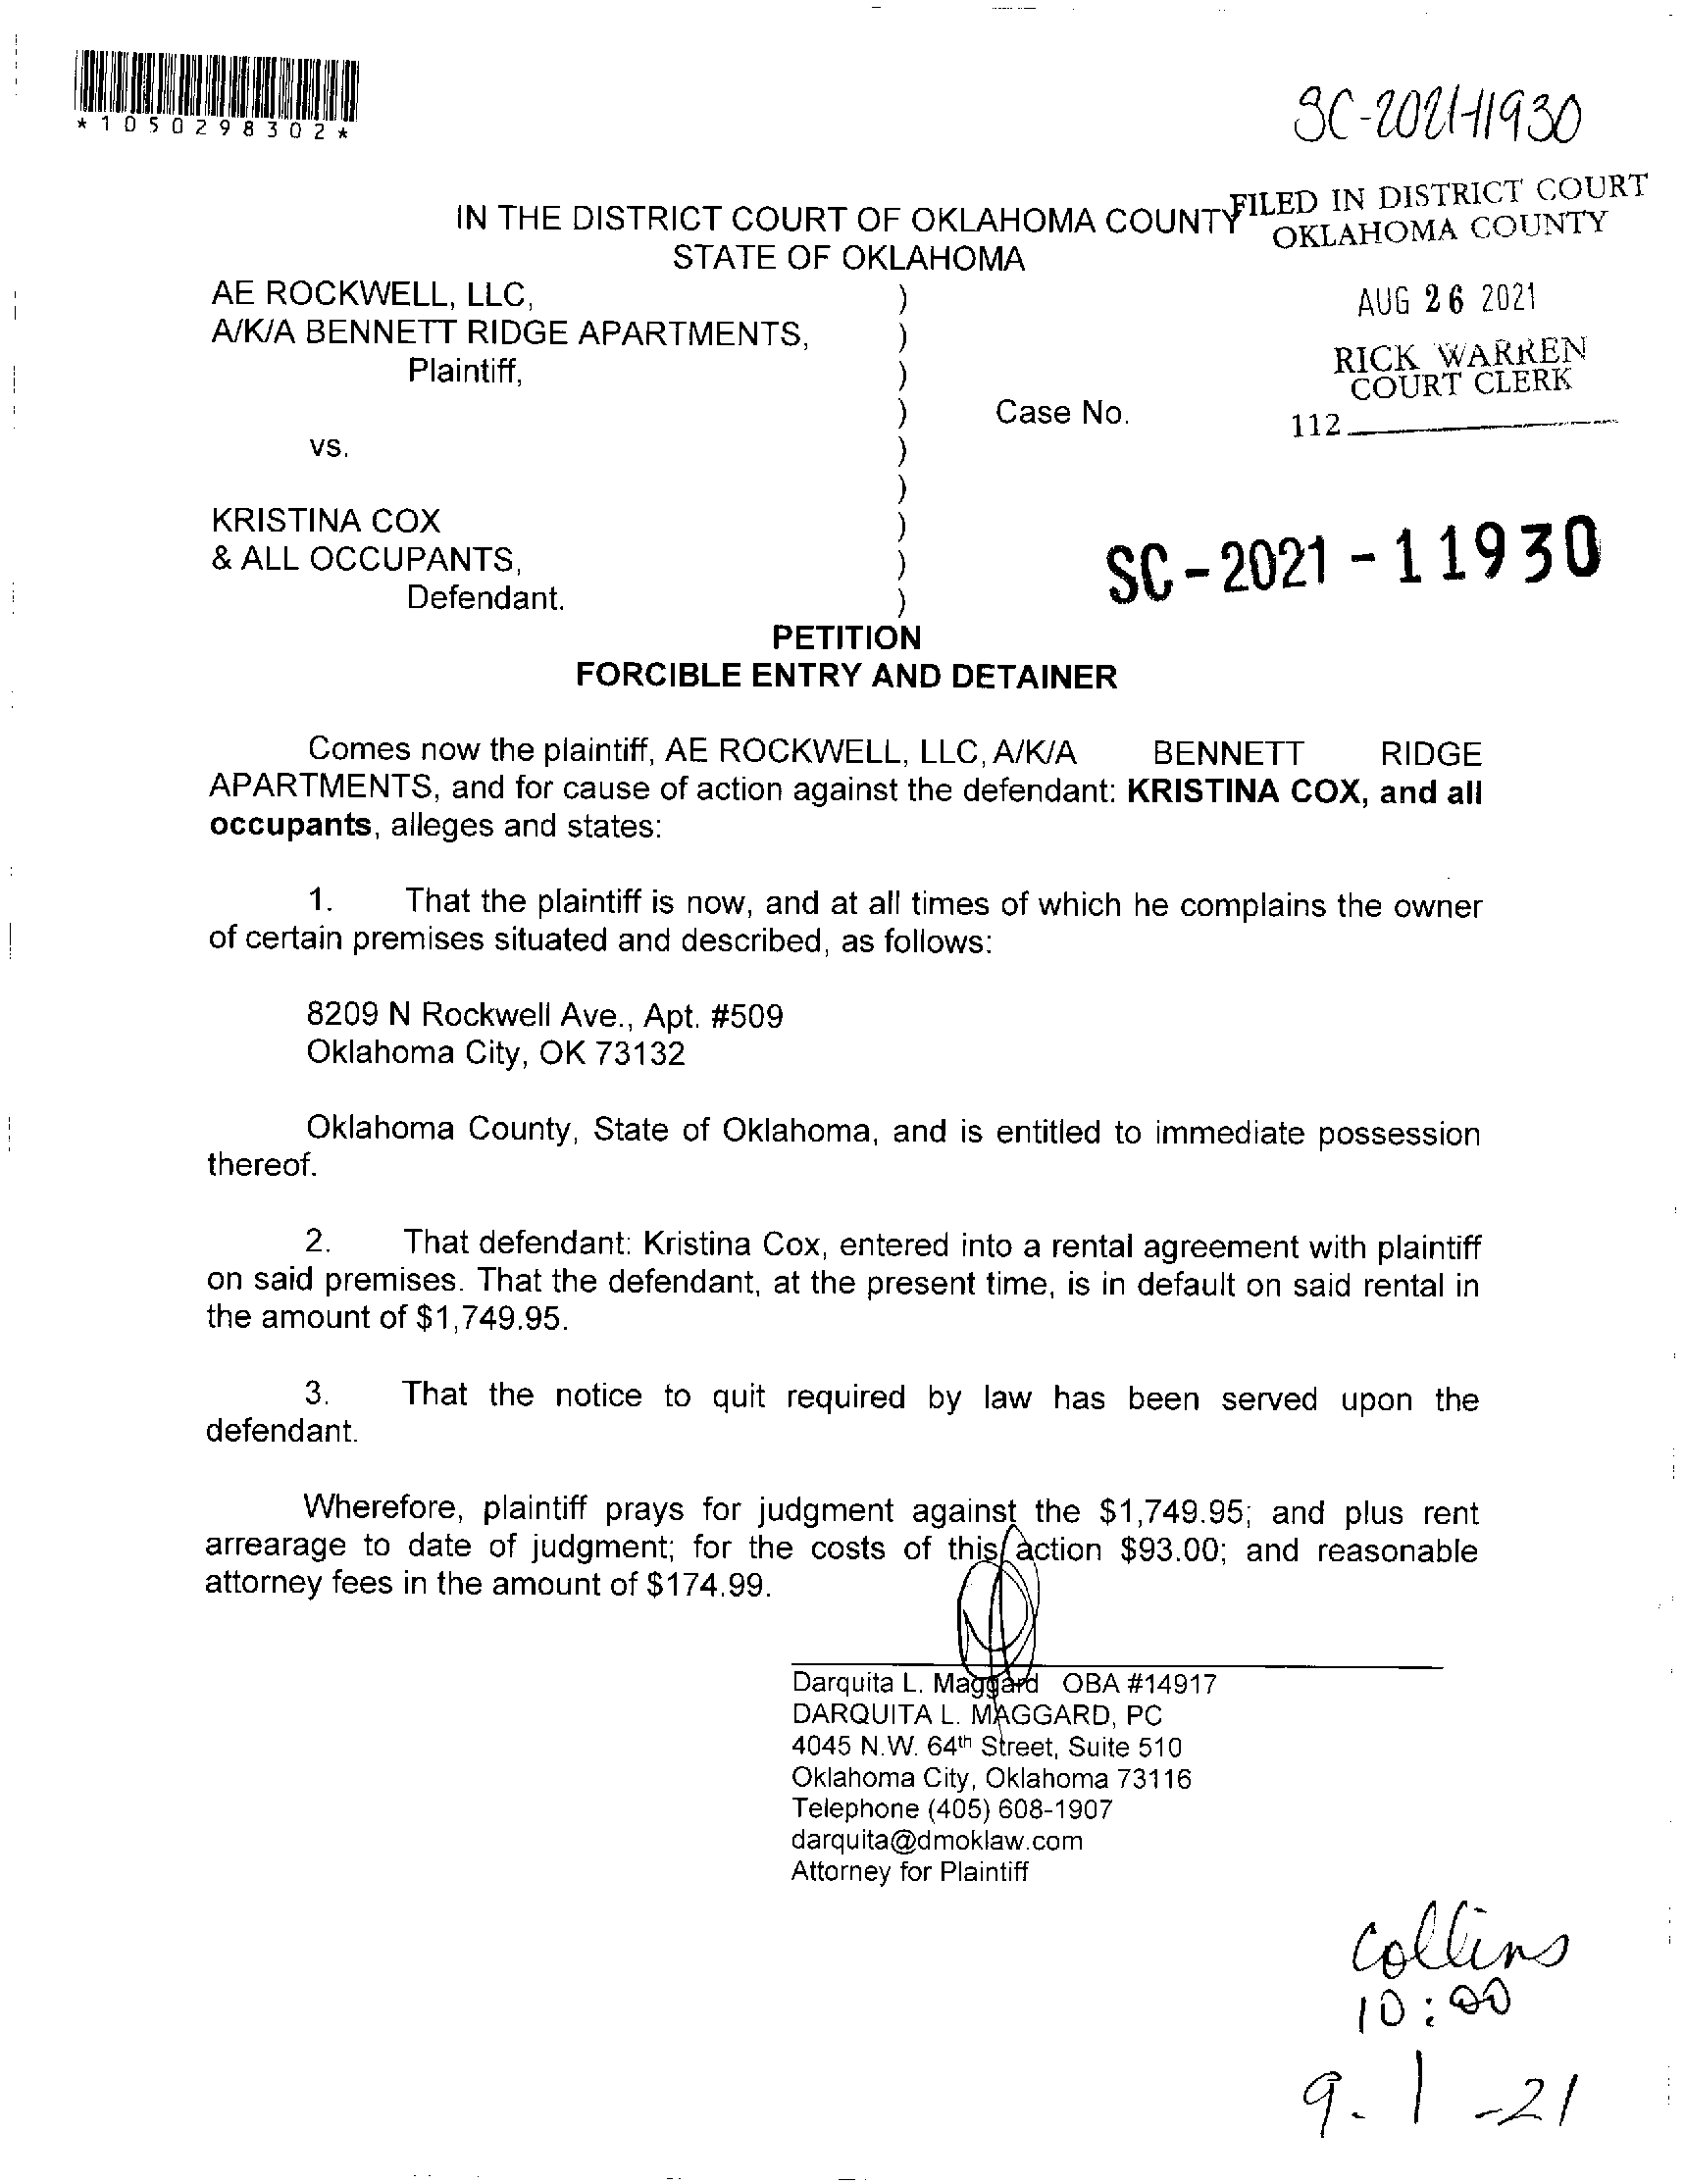 *1050298302*
SC-2021-11930
FILED IN DISTRICT COURT
OKLAHOMA COUNTY
IN THE DISTRICT COURT OF OKLAHOMA COUNTY
STATE OF OKLAHOMA
AUG 26 2021
RICK WARREN
COURT CLERK
112
AE ROCKWELL, LLC, )
A/K/A BENNETT RIDGE APARTMENTS, )
Plaintiff, )
) Case No.
vs. )
)
KRISTINA COX )
& ALL OCCUPANTS, )
Defendant. )
SC-2021-11930
PETITION
FORCIBLE ENTRY AND DETAINER
Comes now the plaintiff, AE ROCKWELL, LLC, A/K/A BENNETT RIDGE
APARTMENTS, and for cause of action against the defendant: KRISTINA COX, and all
occupants, alleges and states:
1. That the plaintiff is now, and at all times of which he complains the owner
of certain premises situated and described, as follows:
8209 N Rockwell Ave., Apt. #509
Oklahoma City, OK 73132
Oklahoma County, State of Oklahoma, and is entitled to immediate possession
thereof.
2. That defendant: Kristina Cox, entered into a rental agreement with plaintiff
on said premises. That the defendant, at the present time, is in default on said rental in
the amount of $1,749.95.
3. That the notice to quit required by law has been served upon the
defendant.
Wherefore, plaintiff prays for judgment against the $1,749.95; and plus rent
arrearage to date of judgment; for the costs of this action $93.00; and reasonable
attorney fees in the amount of $174.99.
Darquita L. Maggard OBA #14917
DARQUITA L. MAGGARD, PC
4045 N.W. 64th Street, Suite 510
Oklahoma City, Oklahoma 73116
Telephone (405) 608-1907
darquita@dmoklaw.com
Attorney for Plaintiff
Collins
10:00
9-1-21